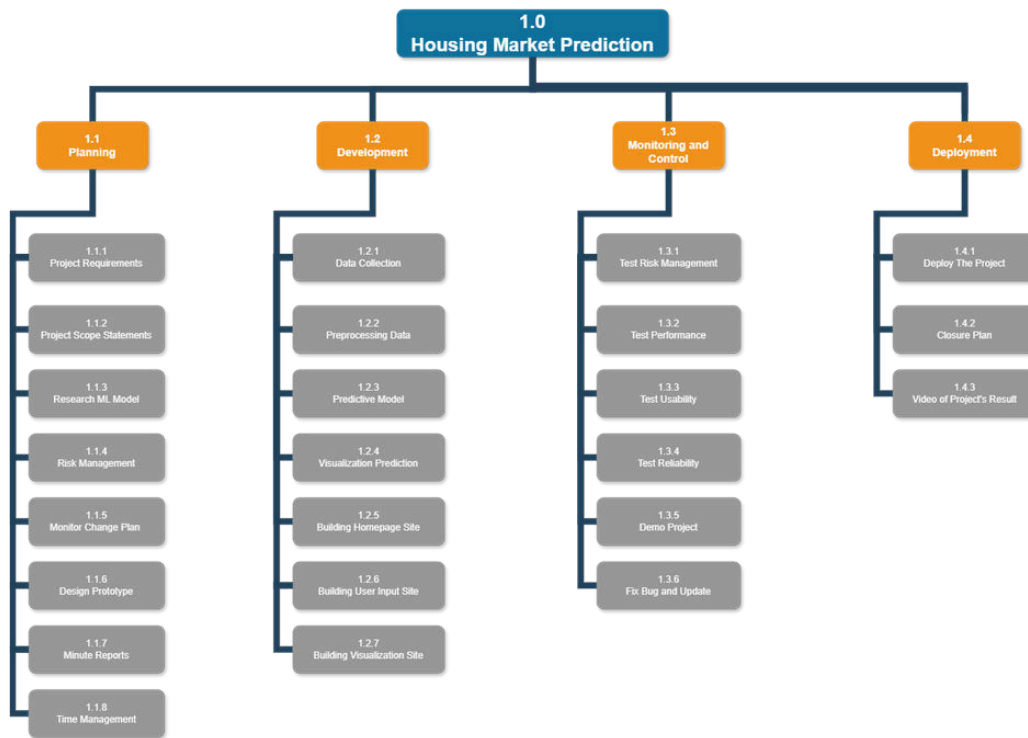 1.0
Housing Market Prediction
1.1
Planning
1.1.1
Project Requirements
1.1.2
Project Scope Statements
1.1.3
Research ML Model
1.1.4
Risk Management
1.1.5
Monitor Change Plan
1.1.6
Design Prototype
1.1.7
Minute Reports
1.1.8
Time Management
1.2
Development
1.2.1
Data Collection
1.2.2
Preprocessing Data
1.2.3
Predictive Model
1.2.4
Visualization Prediction
1.2.5
Building Homepage Site
1.2.6
Building User Input Site
1.2.7
Building Visualization Site
1.3
Monitoring and
Control
1.3.1
Test Risk Management
1.3.2
Test Performance
1.3.3
Test Usability
1.3.4
Test Reliability
1.3.5
Demo Project
1.3.6
Fix Bug and Update
1.4
Deployment
1.4.1
Deploy The Project
1.4.2
Closure Plan
1.4.3
Video of Project's Result